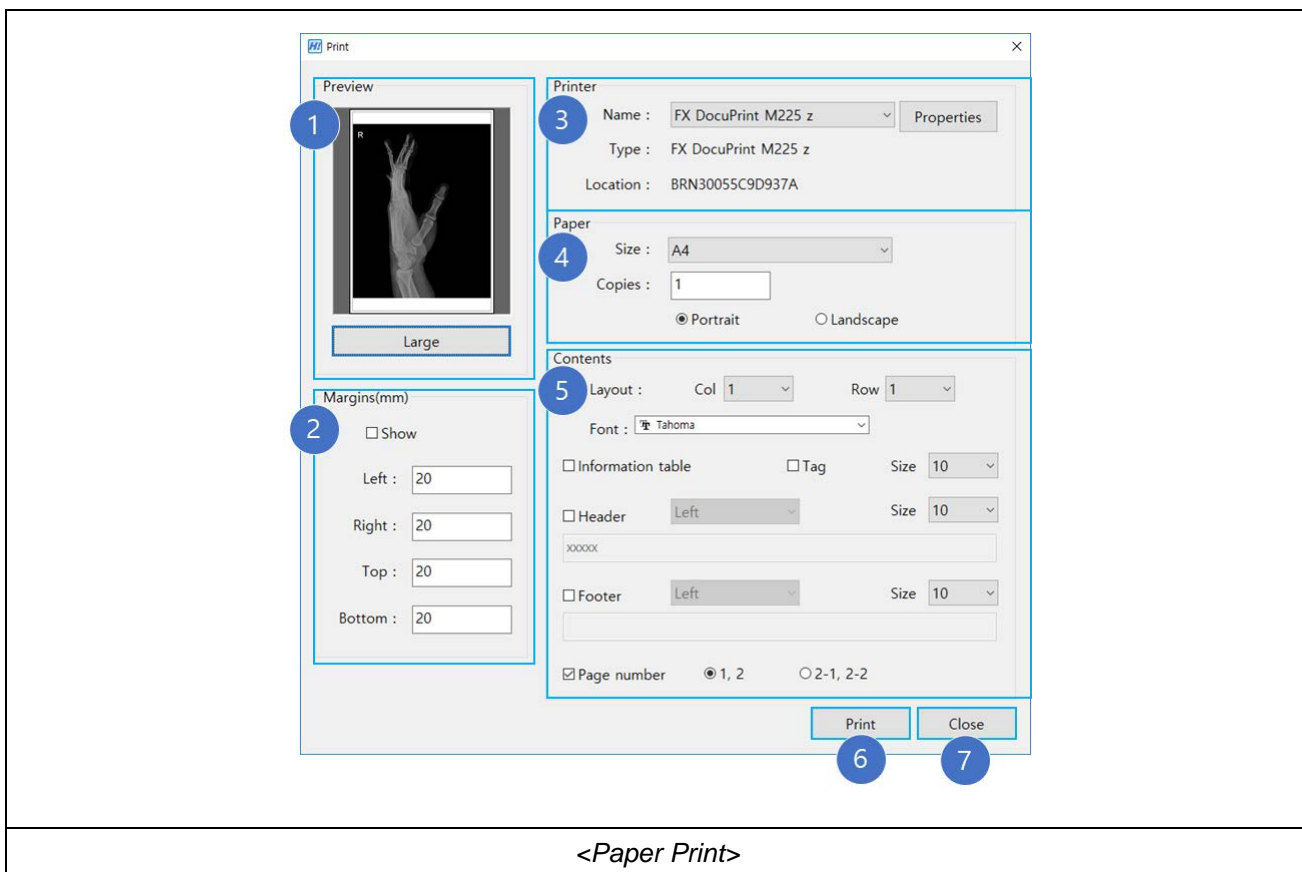 HI Print
Preview
1
R
Large
Margins(mm)
2
Show
Left : 20
Right : 20
Top : 20
Bottom : 20
Printer
3
Name : FX DocuPrint M225 z Properties
Type : FX DocuPrint M225 z
Location : BRN30055C9D937A
Paper
4
Size : A4
Copies : 1
Portrait Landscape
Contents
5
Layout : Col 1 Row 1
Font : Tahoma
Information table Tag Size 10
Header Left Size 10
xxxxx
Footer Left Size 10
Page number 1, 2 2-1, 2-2
Print Close
6 7
<Paper Print>